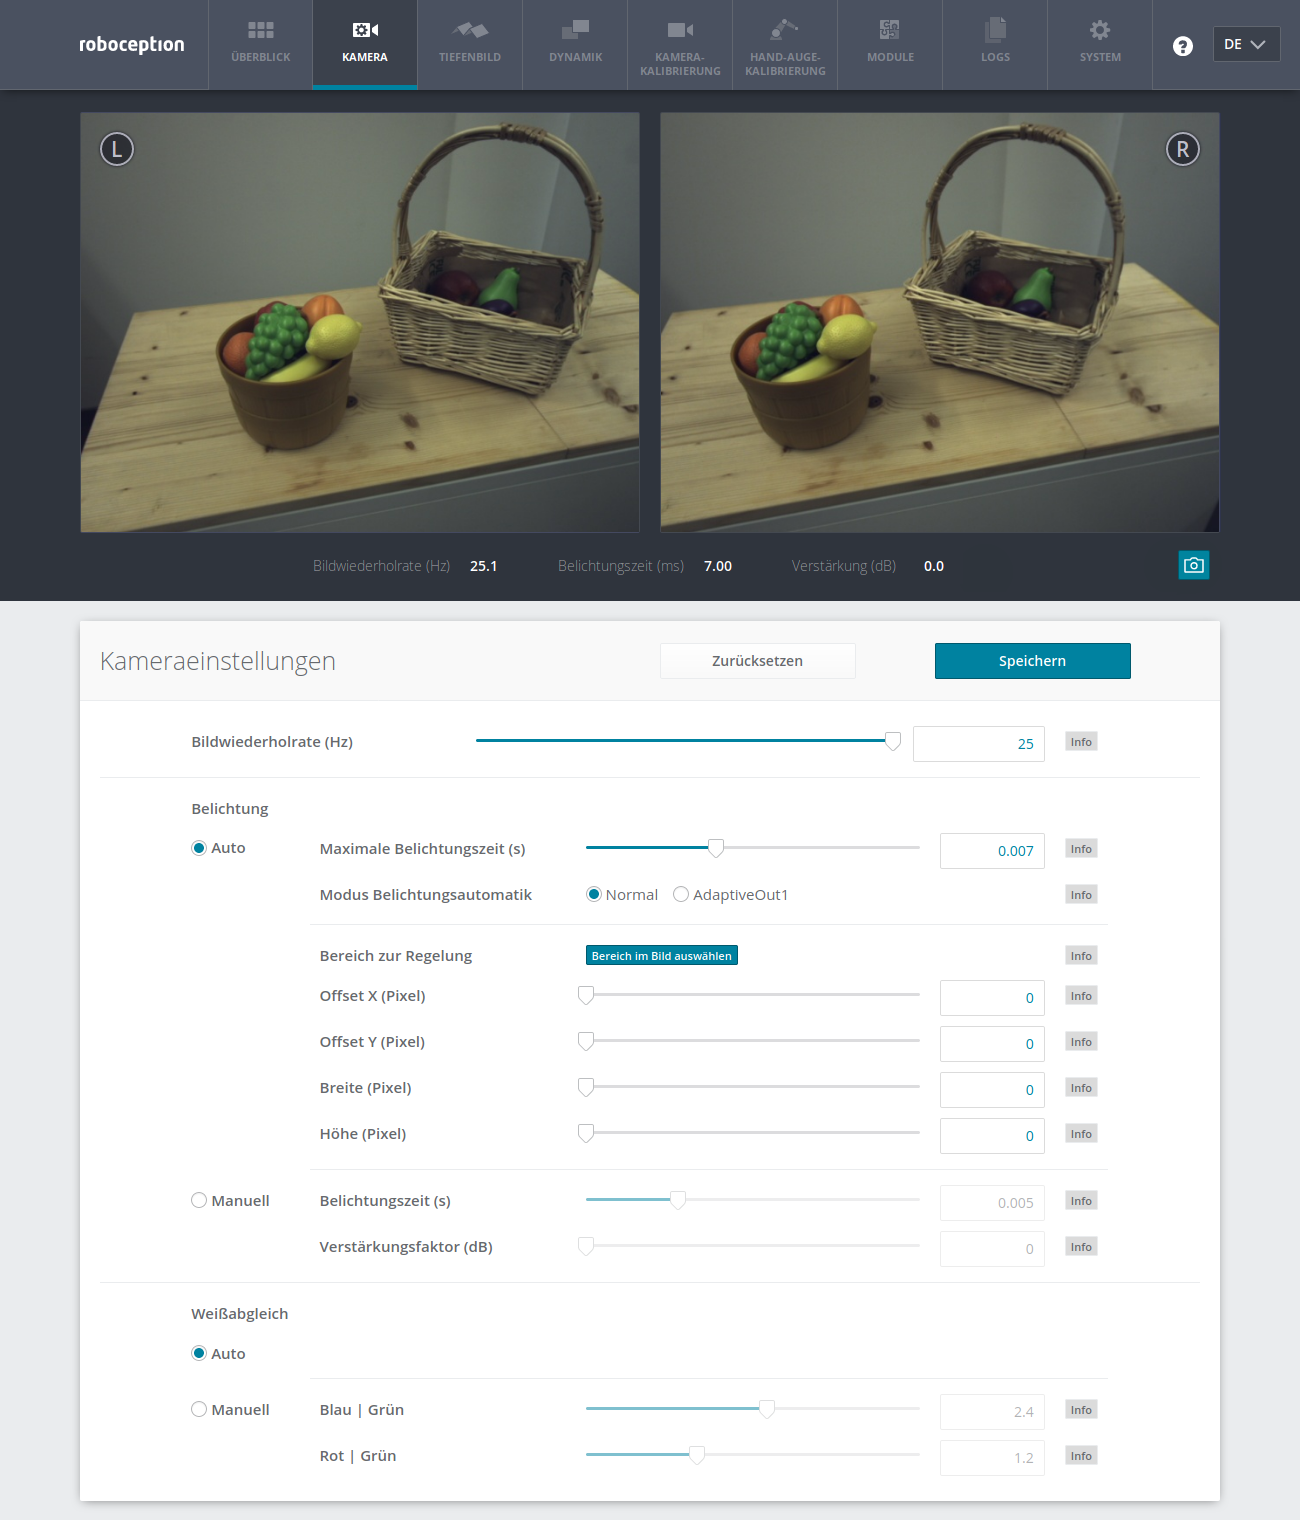 roboception
ÜBERBLICK
KAMERA
TIEFENBILD
DYNAMIK
KAMERA-
KALIBRIERUNG
HAND-AUGE-
KALIBRIERUNG
MODULE
LOGS
SYSTEM
?
DE
L
R
Bildwiederholrate (Hz) 25.1 Belichtungszeit (ms) 7.00 Verstärkung (dB) 0.0
Kameraeinstellungen Zurücksetzen Speichern
Bildwiederholrate (Hz) 25 Info
Belichtung
Auto Maximale Belichtungszeit (s) 0.007 Info
Modus Belichtungsautomatik Normal AdaptiveOut1 Info
Bereich zur Regelung Bereich im Bild auswählen Info
Offset X (Pixel) 0 Info
Offset Y (Pixel) 0 Info
Breite (Pixel) 0 Info
Höhe (Pixel) 0 Info
Manuell Belichtungszeit (s) 0.005 Info
Verstärkungsfaktor (dB) 0 Info
Weißabgleich
Auto
Manuell Blau | Grün 2.4 Info
Rot | Grün 1.2 Info